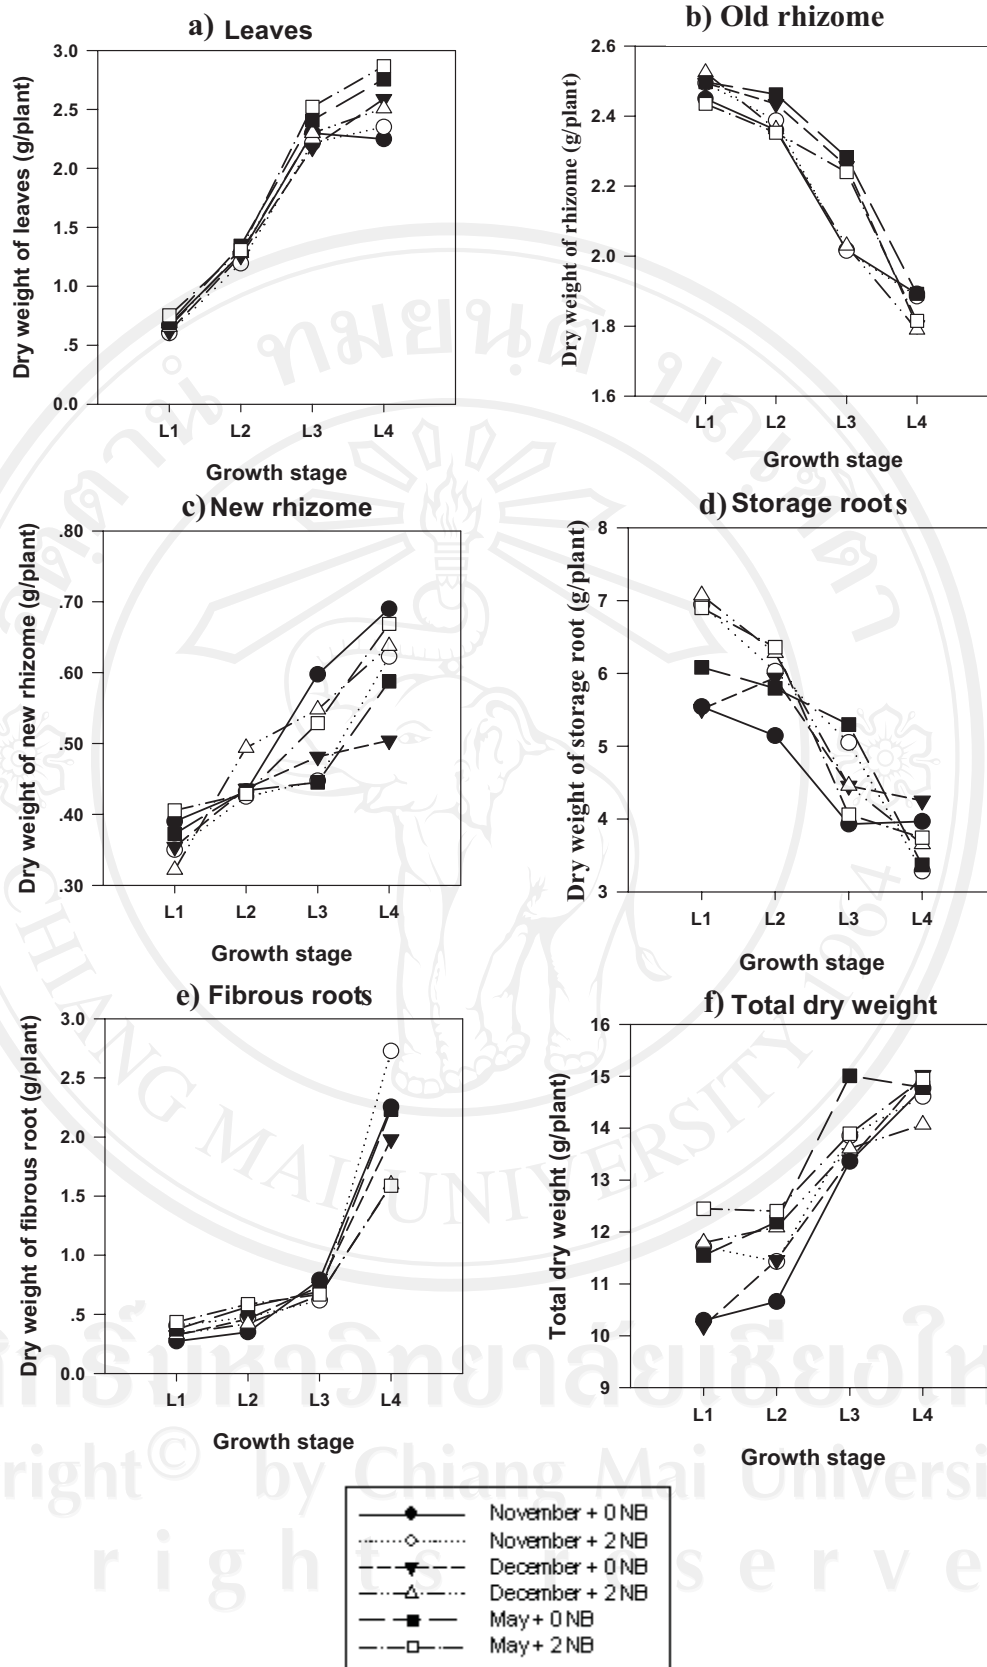 a) Leaves
Dry weight of leaves (g/plant)
3.0
2.5
2.0
1.5
1.0
.5
0.0
L1 L2 L3 L4
Growth stage
b) Old rhizome
Dry weight of rhizome (g/plant)
2.6
2.4
2.2
2.0
1.8
1.6
L1 L2 L3 L4
Growth stage
c) New rhizome
Dry weight of new rhizome (g/plant)
.80
.70
.60
.50
.40
.30
L1 L2 L3 L4
Growth stage
d) Storage roots
Dry weight of storage root (g/plant)
8
7
6
5
4
3
L1 L2 L3 L4
Growth stage
e) Fibrous roots
Dry weight of fibrous root (g/plant)
3.0
2.5
2.0
1.5
1.0
.5
0.0
L1 L2 L3 L4
Growth stage
f) Total dry weight
Total dry weight (g/plant)
16
15
14
13
12
11
10
9
L1 L2 L3 L4
Growth stage
November + 0 NB
November + 2 NB
December + 0 NB
December + 2 NB
May + 0 NB
May + 2 NB
CHIANG MAI UNIVERSITY 1964
right © by Chiang Mai Universi
rights reserve